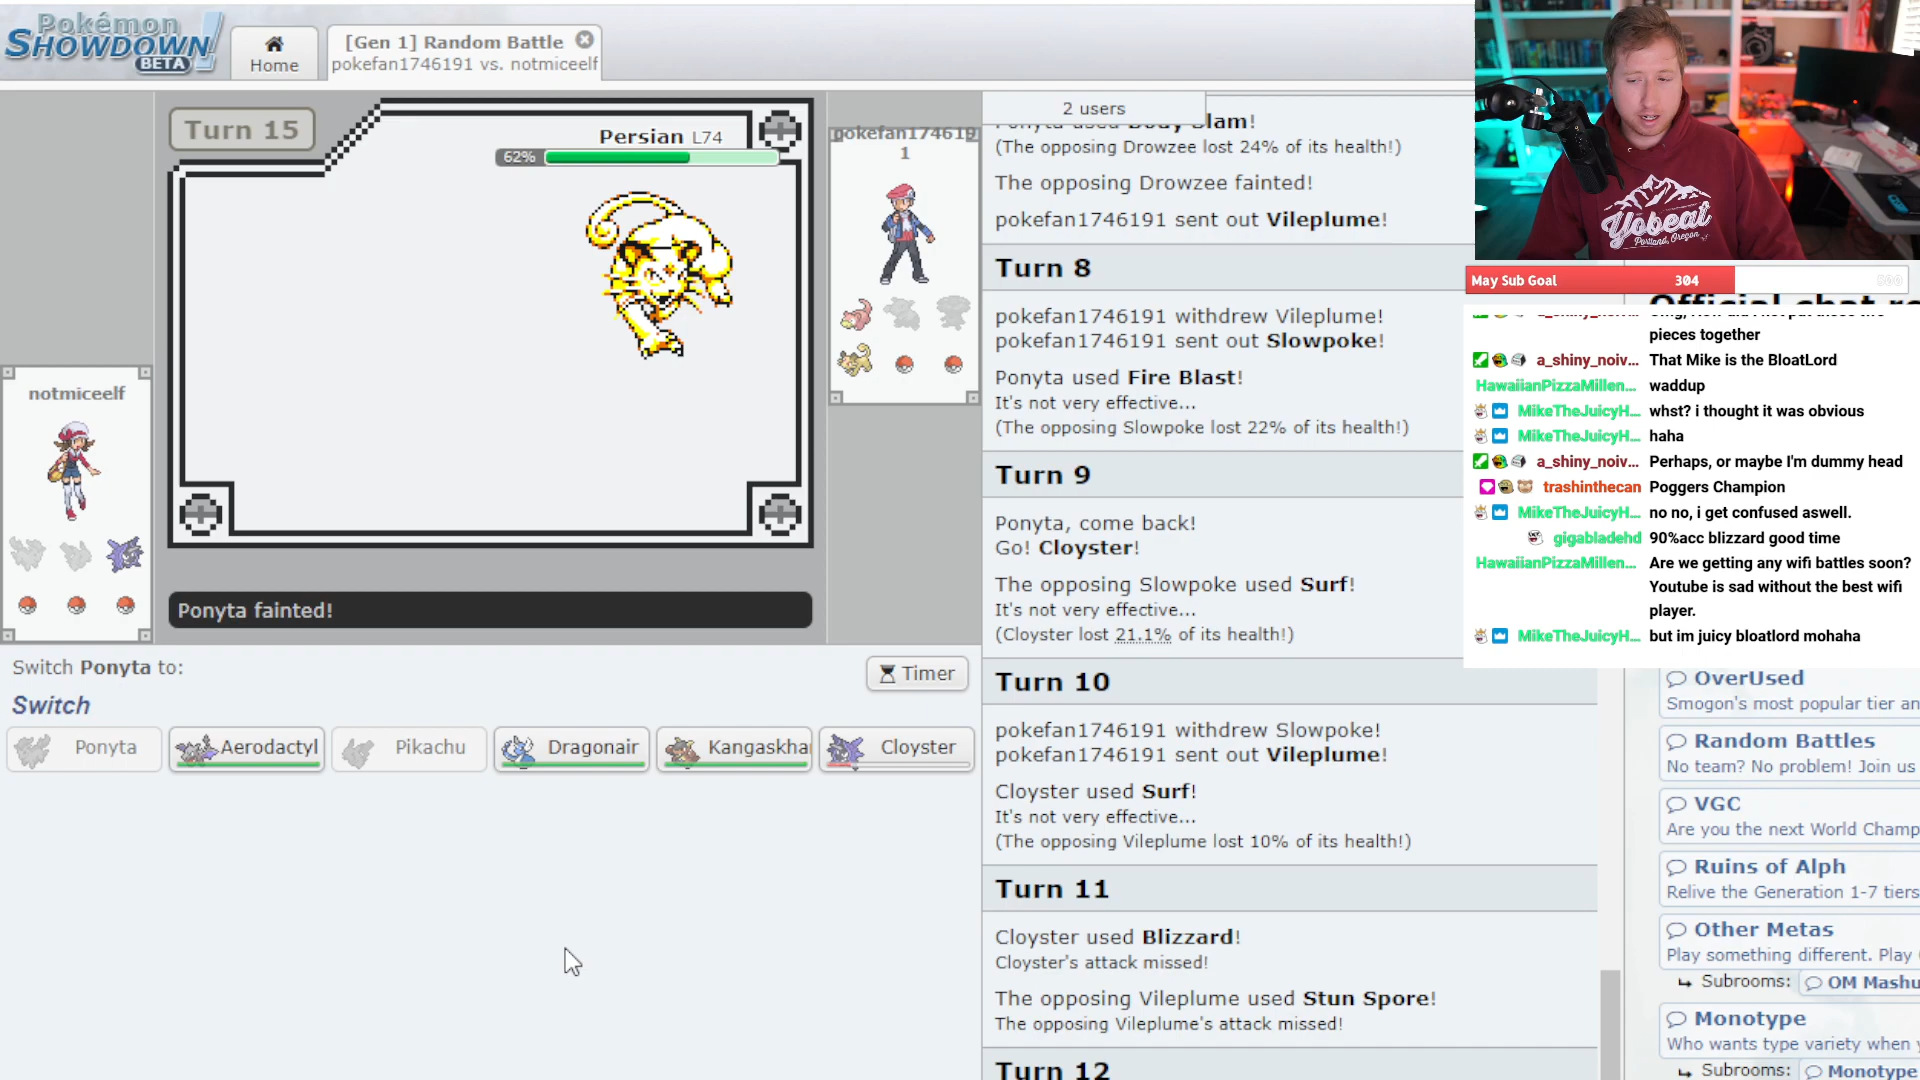 Pokémon
SHOWDOWN!
BETA
Home
[Gen 1] Random Battle
pokefan1746191 vs. notmiceelf
Turn 15
Persian L74
62%
pokefan174619
1
notmiceelf
Ponyta fainted!
Switch Ponyta to:
Timer
Switch
Ponyta
Aerodactyl
Pikachu
Dragonair
Kangaskha
Cloyster
2 users
Ponyta used Body Slam!
(The opposing Drowzee lost 24% of its health!)
The opposing Drowzee fainted!
pokefan1746191 sent out Vileplume!
Turn 8
pokefan1746191 withdrew Vileplume!
pokefan1746191 sent out Slowpoke!
Ponyta used Fire Blast!
It's not very effective...
(The opposing Slowpoke lost 22% of its health!)
Turn 9
Ponyta, come back!
Go! Cloyster!
The opposing Slowpoke used Surf!
It's not very effective...
(Cloyster lost 21.1% of its health!)
Turn 10
pokefan1746191 withdrew Slowpoke!
pokefan1746191 sent out Vileplume!
Cloyster used Surf!
It's not very effective...
(The opposing Vileplume lost 10% of its health!)
Turn 11
Cloyster used Blizzard!
Cloyster's attack missed!
The opposing Vileplume used Stun Spore!
The opposing Vileplume's attack missed!
Turn 12
Yobeat
Portland, Oregon
May Sub Goal 304 500
Official chat ro
pieces together
a_shiny_noiv... That Mike is the BloatLord
HawaiianPizzaMillen... waddup
MikeTheJuicyH... whst? i thought it was obvious
MikeTheJuicyH... haha
a_shiny_noiv... Perhaps, or maybe I'm dummy head
trashinthecan Poggers Champion
MikeTheJuicyH... no no, i get confused aswell.
gigabladehd 90%acc blizzard good time
HawaiianPizzaMillen... Are we getting any wifi battles soon?
Youtube is sad without the best wifi
player.
MikeTheJuicyH... but im juicy bloatlord mohaha
OverUsed
Smogon's most popular tier an
Random Battles
No team? No problem! Join us
VGC
Are you the next World Champ
Ruins of Alph
Relive the Generation 1-7 tiers
Other Metas
Play something different. Play
Subrooms: OM Mashu
Monotype
Who wants type variety when y
Subrooms: Monotype